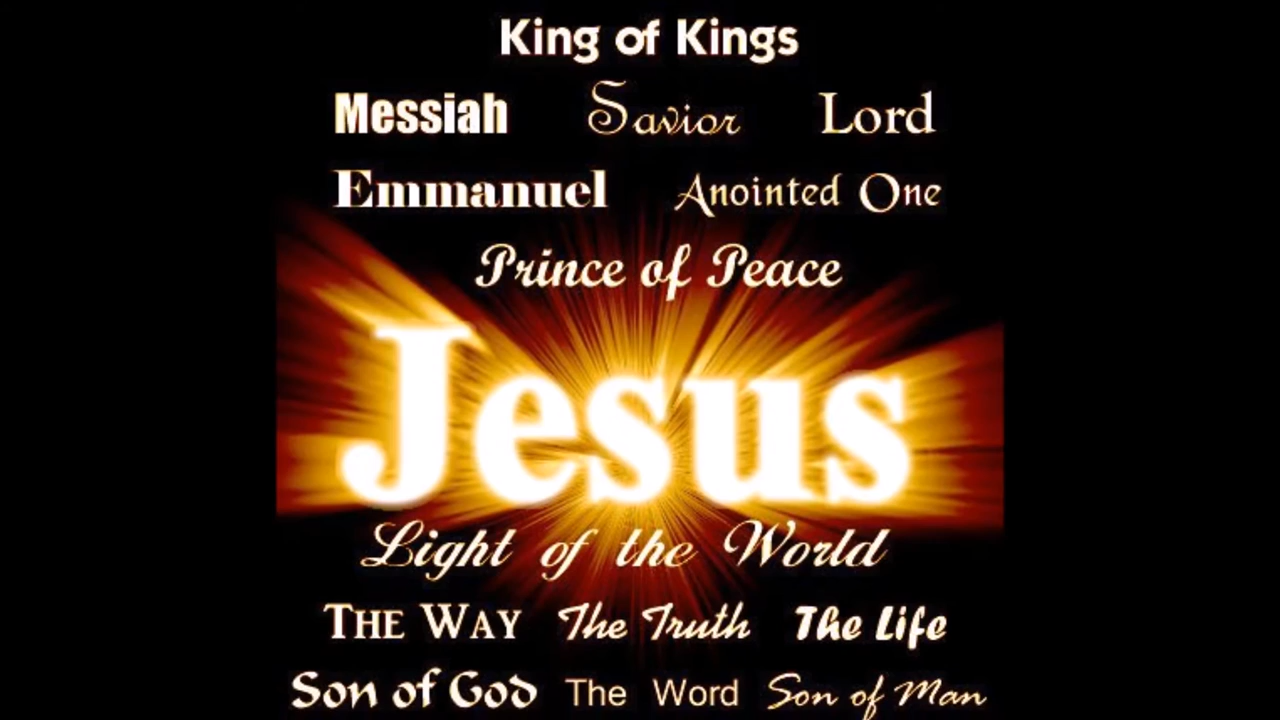 King of Kings
Messiah Savior Lord
Emmanuel Anointed One
Prince of Peace
Jesus
Light of the World
THE WAY The Truth The Life
Son of God The Word Son of Man